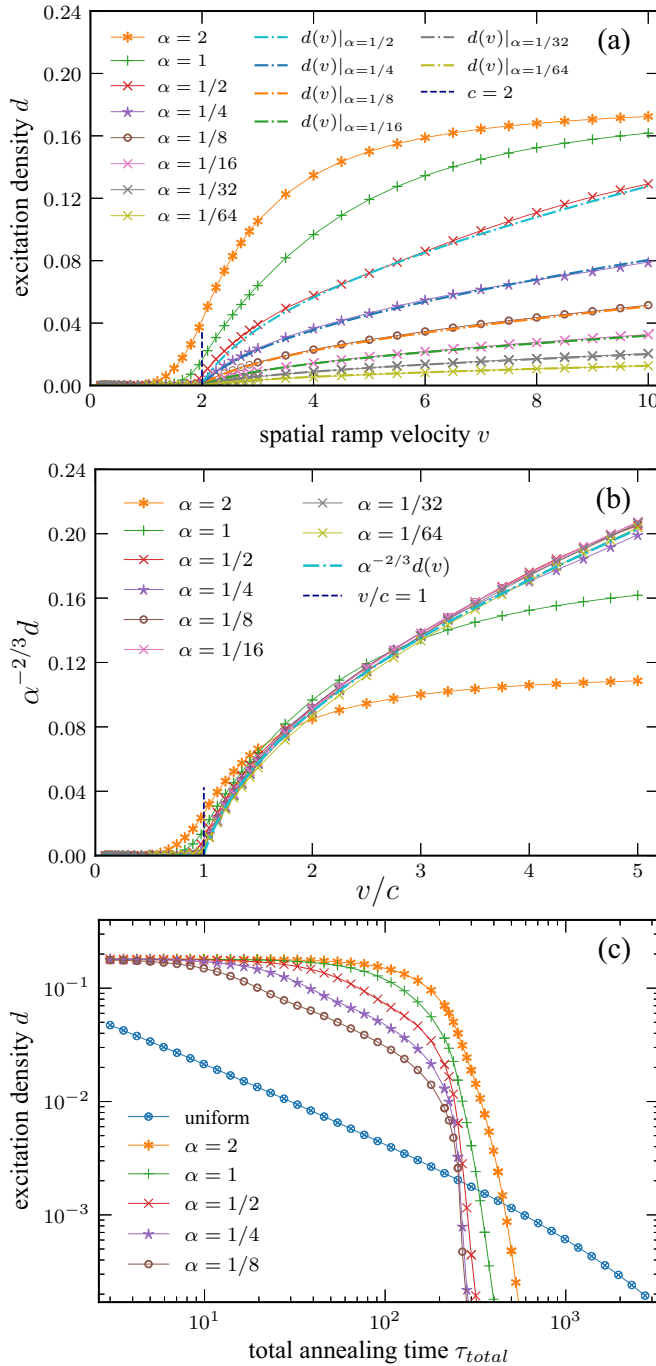 (a)
0.24
0.20
0.16
0.12
0.08
0.04
0.00
excitation density d
α = 2
α = 1
α = 1/2
α = 1/4
α = 1/8
α = 1/16
α = 1/32
α = 1/64
d(v)|α=1/2
d(v)|α=1/4
d(v)|α=1/8
d(v)|α=1/16
d(v)|α=1/32
d(v)|α=1/64
c = 2
0 2 4 6 8 10
spatial ramp velocity v
(b)
0.24
0.20
0.16
0.12
0.08
0.04
0.00
α^{-2/3}d
α = 2
α = 1
α = 1/2
α = 1/4
α = 1/8
α = 1/16
α = 1/32
α = 1/64
α^{-2/3}d(v)
v/c = 1
0 1 2 3 4 5
v/c
(c)
10^{-1}
10^{-2}
10^{-3}
excitation density d
uniform
α = 2
α = 1
α = 1/2
α = 1/4
α = 1/8
10^1 10^2 10^3
total annealing time τ_{total}